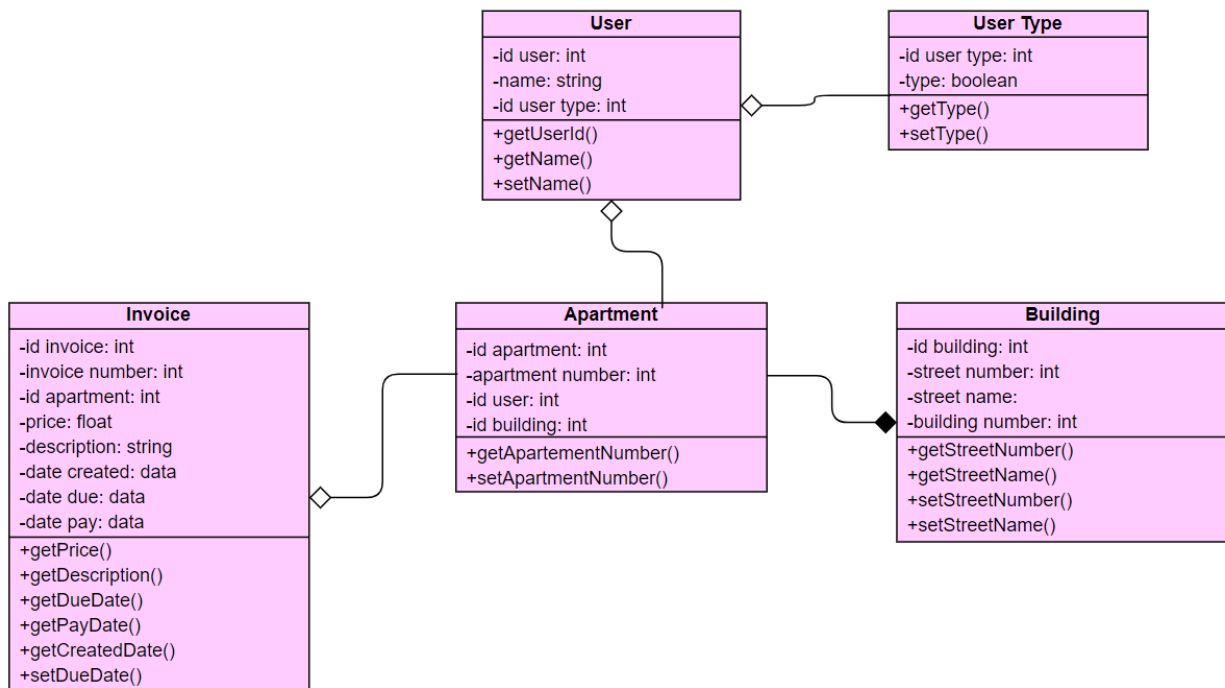 User
-id user: int
-name: string
-id user type: int
+getUserId()
+getName()
+setName()
User Type
-id user type: int
-type: boolean
+getType()
+setType()
Invoice
-id invoice: int
-invoice number: int
-id apartment: int
-price: float
-description: string
-date created: data
-date due: data
-date pay: data
+getPrice()
+getDescription()
+getDueDate()
+getPayDate()
+getCreatedDate()
+setDueDate()
Apartment
-id apartment: int
-apartment number: int
-id user: int
-id building: int
+getApartementNumber()
+setApartmentNumber()
Building
-id building: int
-street number: int
-street name:
-building number: int
+getStreetNumber()
+getStreetName()
+setStreetNumber()
+setStreetName()